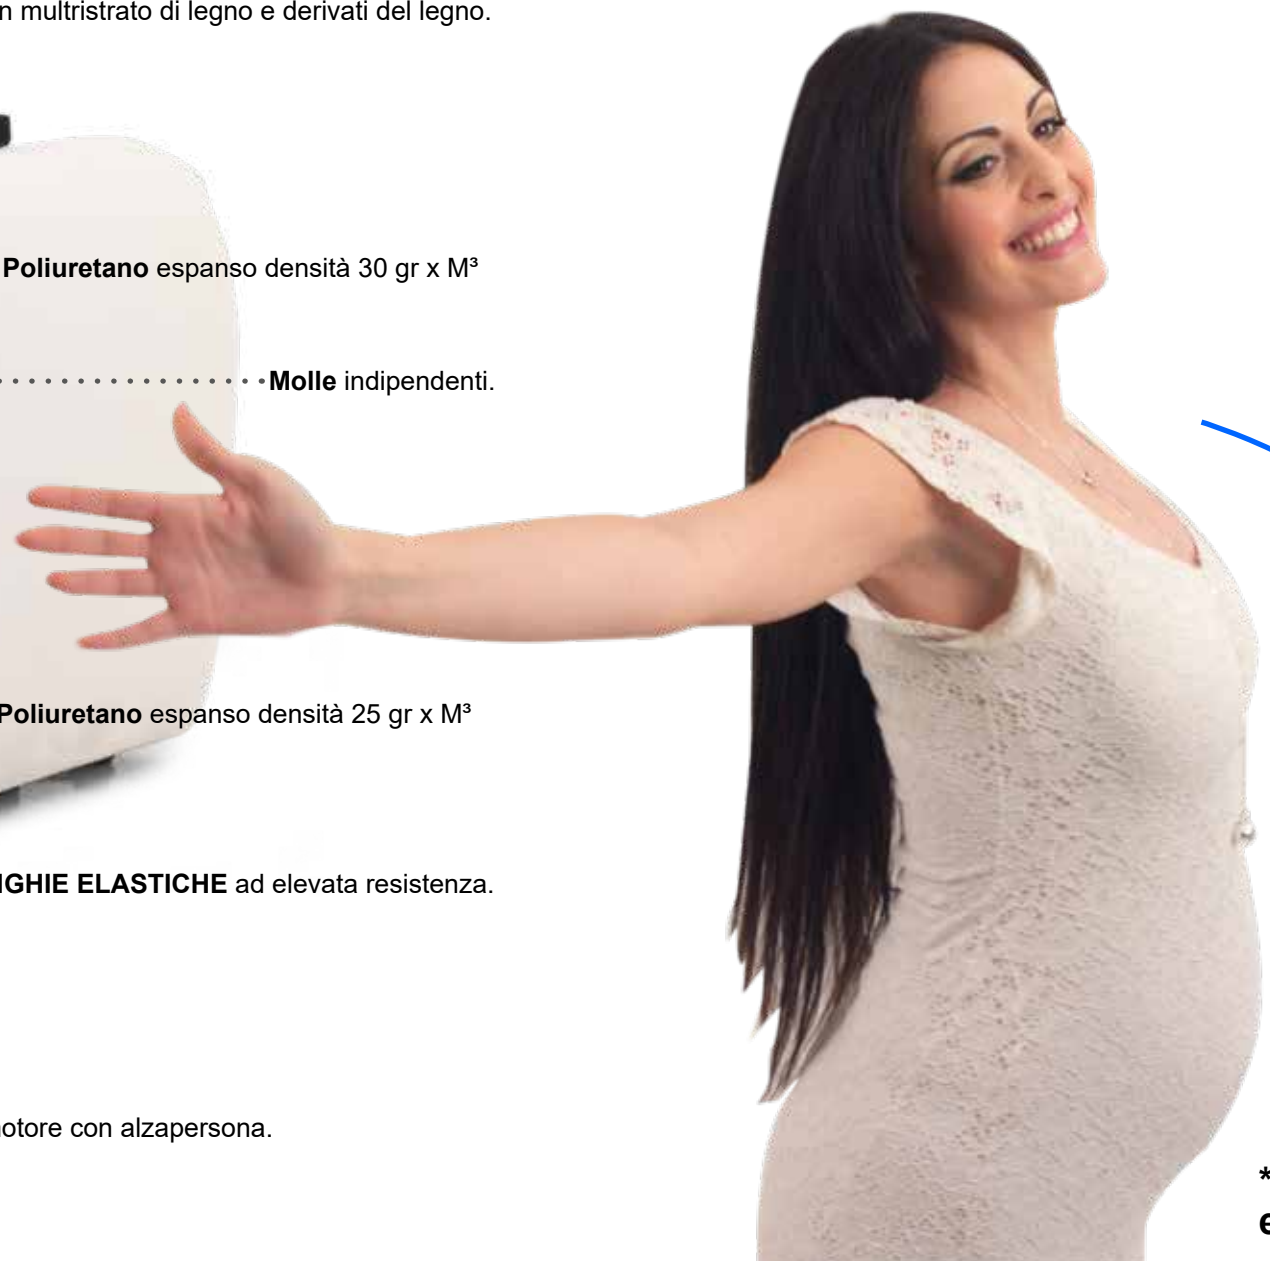 n multristrato di legno e derivati del legno.
Poliuretano espanso densità 30 gr x M³
Molle indipendenti.
Poliuretano espanso densità 25 gr x M³
GHIE ELASTICHE ad elevata resistenza.
otore con alzapersona.
*
e